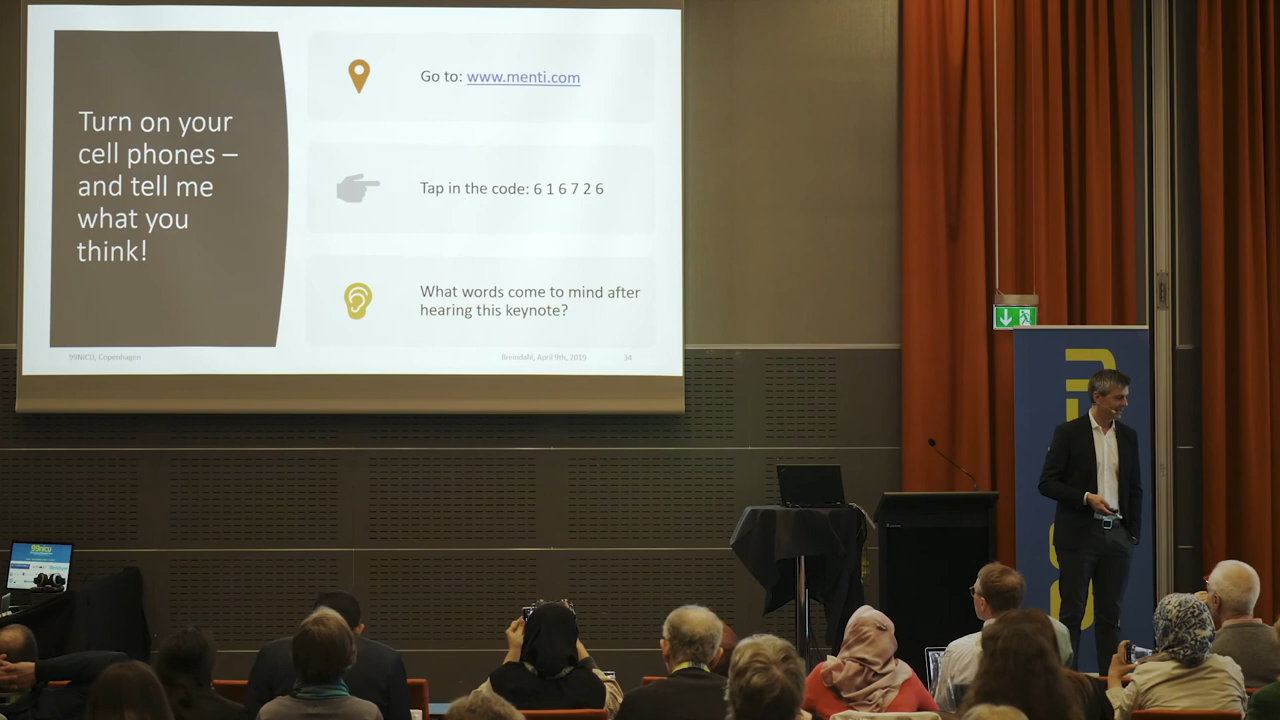 Turn on your
cell phones –
and tell me
what you
think!
Go to: www.menti.com
Tap in the code: 6 1 6 7 2 6
What words come to mind after
hearing this keynote?
99NICU, Copenhagen
Breindahl, April 9th, 2019
34
99nicu